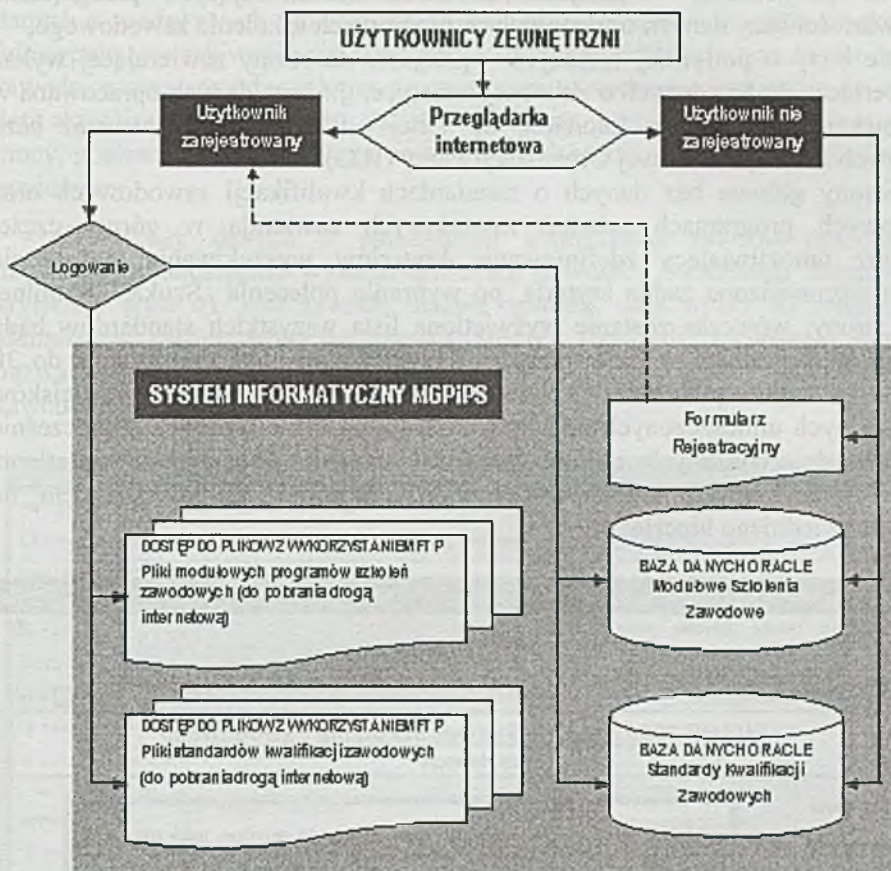 UŻYTKOWNICY ZEWNĘTRZNI
Użytkownik
zarejestrowany
Przeglądarka
internetowa
Użytkownik nie
zarejestrowany
Logowanie
SYSTEM INFORMATYCZNY MGPiPS
Formularz
Rejestracyjny
DOSTĘP DO PLIKÓW Z WYKORZYSTANIEM FTP
Pliki modułowych programów szkoleń
zawodowych (do pobrania drogą
internetową)
BAZA DANYCH ORACLE
Modułowe Szkolenia
Zawodowe
DOSTĘP DO PLIKÓW Z WYKORZYSTANIEM FTP
Pliki standardów kwalifikacji zawodowych
(do pobrania drogą internetową)
BAZA DANYCH ORACLE
Standardy Kwalifikacji
Zawodowych